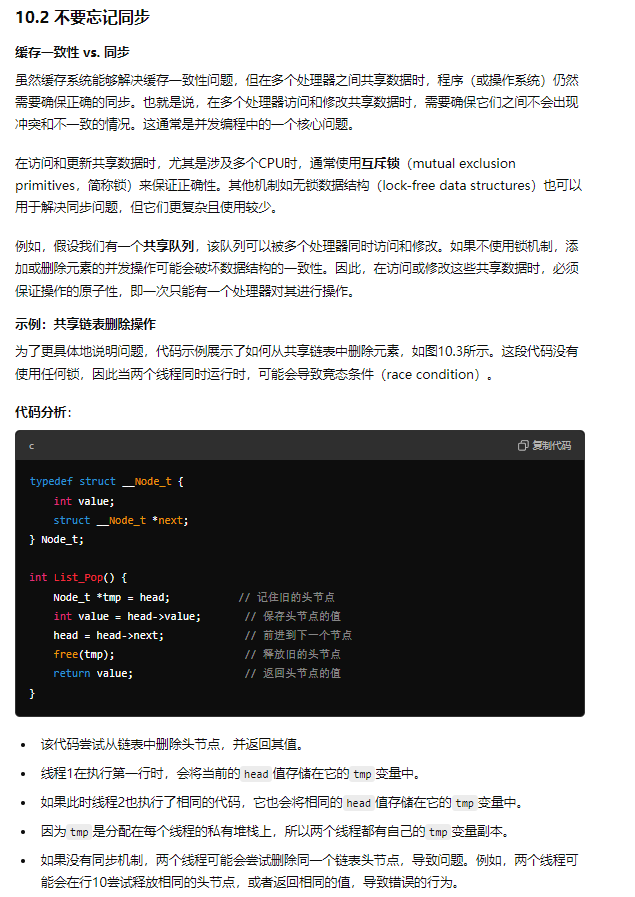 10.2 不要忘记同步
缓存一致性 vs. 同步
虽然缓存系统能够解决缓存一致性问题，但在多个处理器之间共享数据时，程序（或操作系统）仍然
需要确保正确的同步。也就是说，在多个处理器访问和修改共享数据时，需要确保它们之间不会出现
冲突和不一致的情况。这通常是并发编程中的一个核心问题。
在访问和更新共享数据时，尤其是涉及多个CPU时，通常使用互斥锁（mutual exclusion
primitives，简称锁）来保证正确性。其他机制如无锁数据结构（lock-free data structures）也可以
用于解决同步问题，但它们更复杂且使用较少。
例如，假设我们有一个共享队列，该队列可以被多个处理器同时访问和修改。如果不使用锁机制，添
加或删除元素的并发操作可能会破坏数据结构的一致性。因此，在访问或修改这些共享数据时，必须
保证操作的原子性，即一次只能有一个处理器对其进行操作。
示例：共享链表删除操作
为了更具体地说明问题，代码示例展示了如何从共享链表中删除元素，如图10.3所示。这段代码没有
使用任何锁，因此当两个线程同时运行时，可能会导致竞态条件（race condition）。
代码分析：
c 复制代码
typedef struct __Node_t {
    int value;
    struct __Node_t *next;
} Node_t;
int List_Pop() {
    Node_t *tmp = head;          // 记住旧的头节点
    int value = head->value;      // 保存头节点的值
    head = head->next;            // 前进到下一个节点
    free(tmp);                    // 释放旧的头节点
    return value;                 // 返回头节点的值
}
• 该代码尝试从链表中删除头节点，并返回其值。
• 线程1在执行第一行时，会将当前的head值存储在它的tmp变量中。
• 如果此时线程2也执行了相同的代码，它也会将相同的head值存储在它的tmp变量中。
• 因为tmp是分配在每个线程的私有堆栈上，所以两个线程都有自己的tmp变量副本。
• 如果没有同步机制，两个线程可能会尝试删除同一个链表头节点，导致问题。例如，两个线程可
能会在行10尝试释放相同的头节点，或者返回相同的值，导致错误的行为。